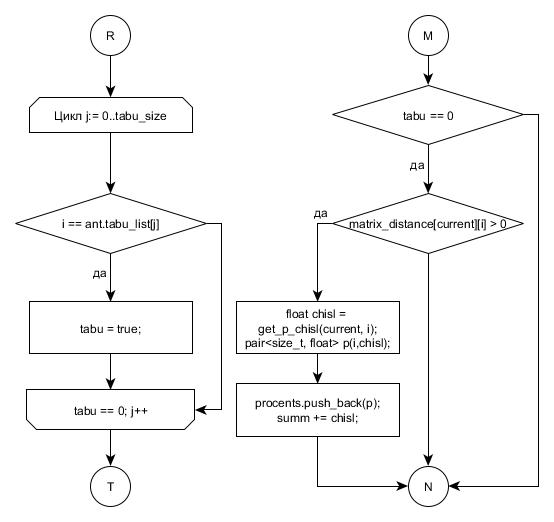 R
Цикл j:= 0..tabu_size
i == ant.tabu_list[j]
да
tabu = true;
tabu == 0; j++
T
M
tabu == 0
да
matrix_distance[current][i] > 0
да
float chisl =
get_p_chisl(current, i);
pair<size_t, float> p(i,chisl);
procents.push_back(p);
summ += chisl;
N